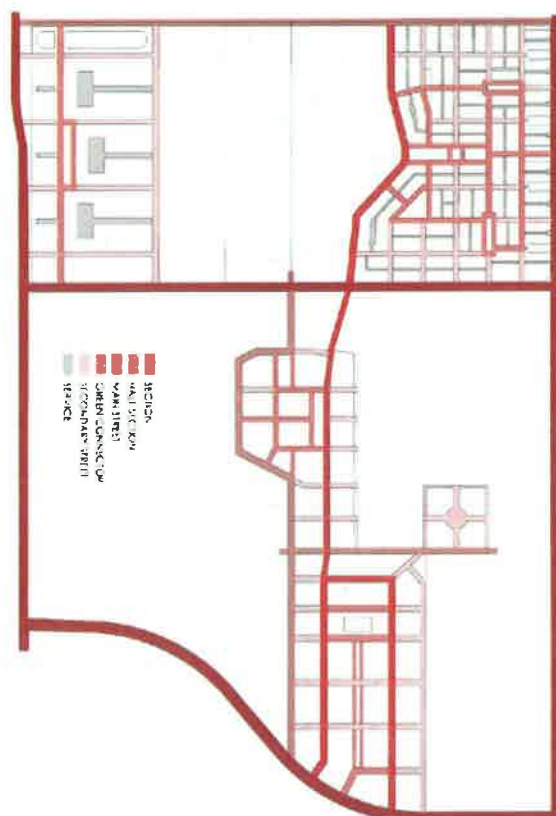 SECTION
HALF SECTION
MAIN STREET
GREEN CONNECTOR
SECONDARY STREET
SERVICE